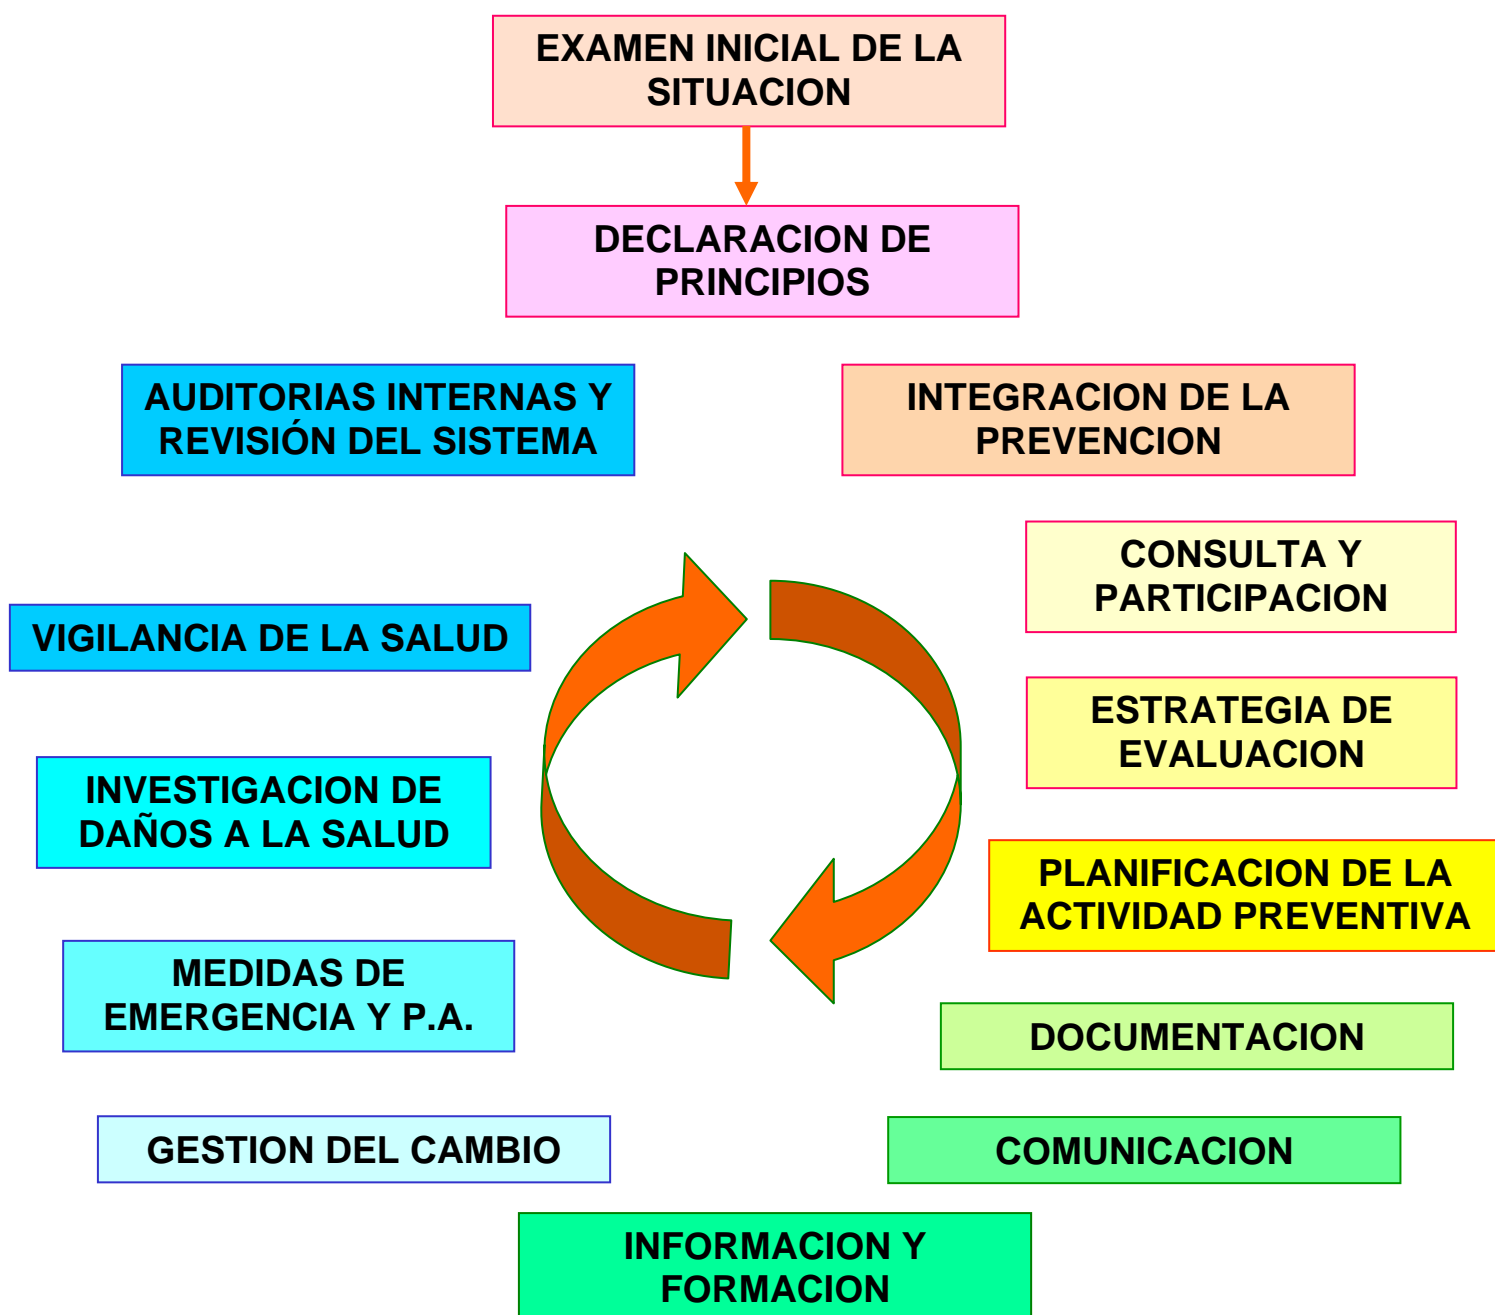 EXAMEN INICIAL DE LA
SITUACION
DECLARACION DE
PRINCIPIOS
AUDITORIAS INTERNAS Y
REVISIÓN DEL SISTEMA
INTEGRACION DE LA
PREVENCION
CONSULTA Y
PARTICIPACION
VIGILANCIA DE LA SALUD
ESTRATEGIA DE
EVALUACION
INVESTIGACION DE
DAÑOS A LA SALUD
PLANIFICACION DE LA
ACTIVIDAD PREVENTIVA
MEDIDAS DE
EMERGENCIA Y P.A.
DOCUMENTACION
GESTION DEL CAMBIO
COMUNICACION
INFORMACION Y
FORMACION